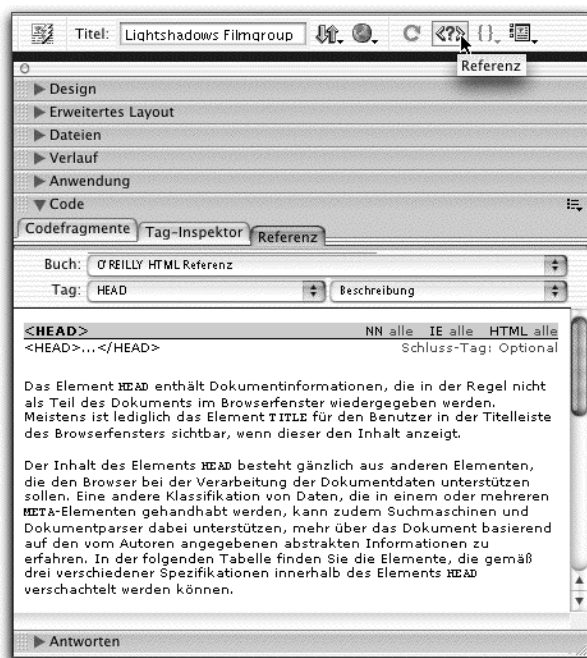 Titel: Lightshadows Filmgroup
<?>
{}
Referenz
Design
Erweitertes Layout
Dateien
Verlauf
Anwendung
Code
Codefragmente Tag-Inspektor Referenz
Buch: O'REILLY HTML Referenz
Tag: HEAD Beschreibung
<HEAD> NN alle IE alle HTML alle
<HEAD>...</HEAD> Schluss-Tag: Optional
Das Element HEAD enthält Dokumentinformationen, die in der Regel nicht
als Teil des Dokuments im Browserfenster wiedergegeben werden.
Meistens ist lediglich das Element TITLE für den Benutzer in der Titelleiste
des Browserfensters sichtbar, wenn dieser den Inhalt anzeigt.
Der Inhalt des Elements HEAD besteht gänzlich aus anderen Elementen,
die den Browser bei der Verarbeitung der Dokumentdaten unterstützen
sollen. Eine andere Klassifikation von Daten, die in einem oder mehreren
META-Elementen gehandhabt werden, kann zudem Suchmaschinen und
Dokumentparser dabei unterstützen, mehr über das Dokument basierend
auf den vom Autoren angegebenen abstrakten Informationen zu
erfahren. In der folgenden Tabelle finden Sie die Elemente, die gemäß
drei verschiedener Spezifikationen innerhalb des Elements HEAD
verschachtelt werden können.
Antworten